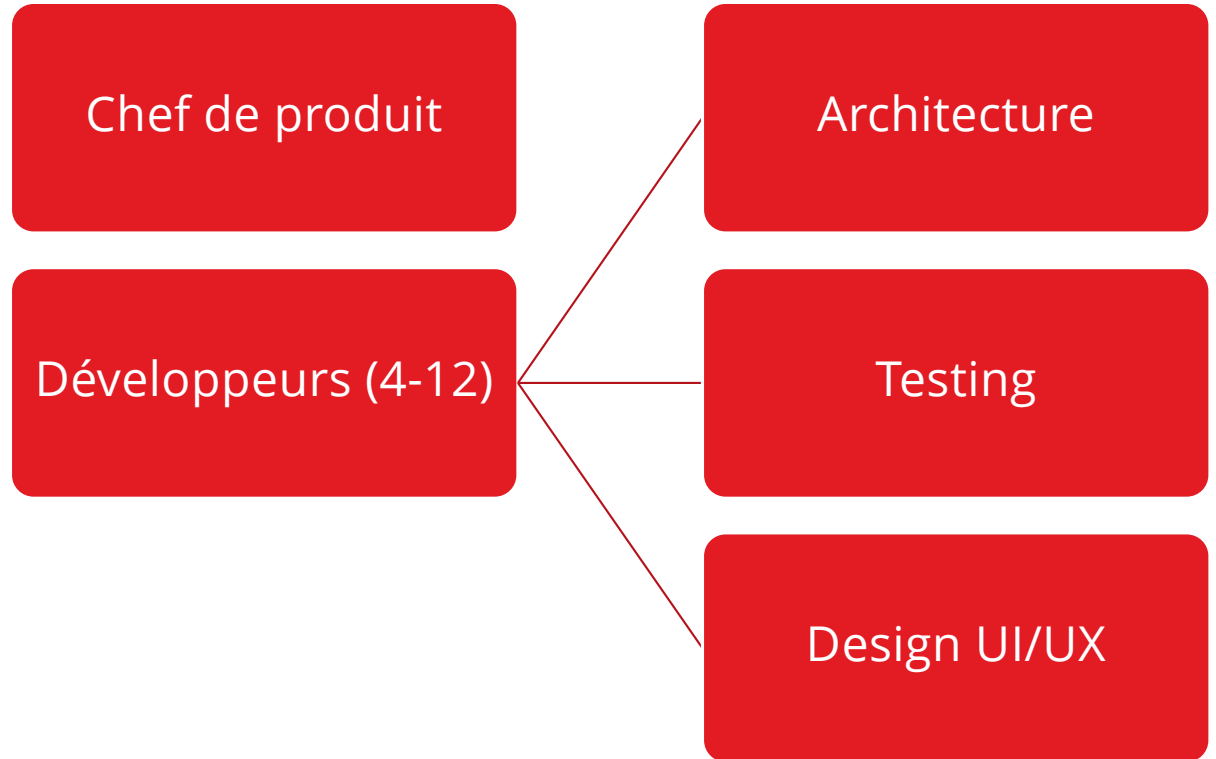 Chef de produit
Architecture
Développeurs (4-12)
Testing
Design UI/UX